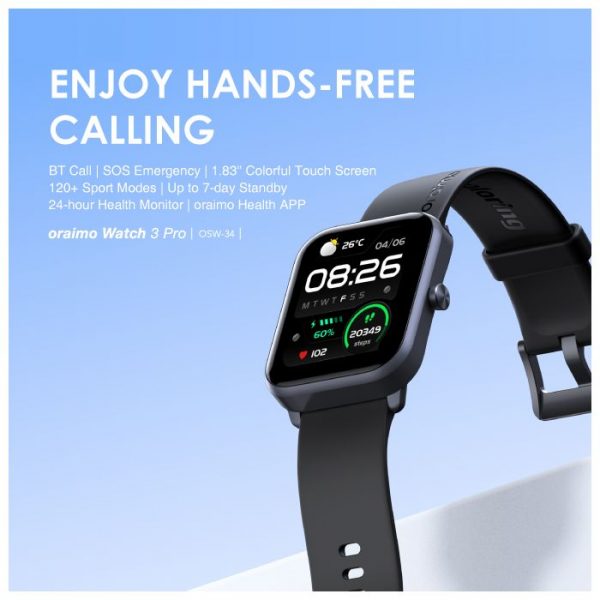 ENJOY HANDS-FREE
CALLING
BT Call | SOS Emergency | 1.83" Colorful Touch Screen
120+ Sport Modes | Up to 7-day Standby
24-hour Health Monitor | oraimo Health APP
oraimo Watch 3 Pro | OSW-34 |
26°C 04/06
08:26
M T W T F S S
60%
20349
steps
102